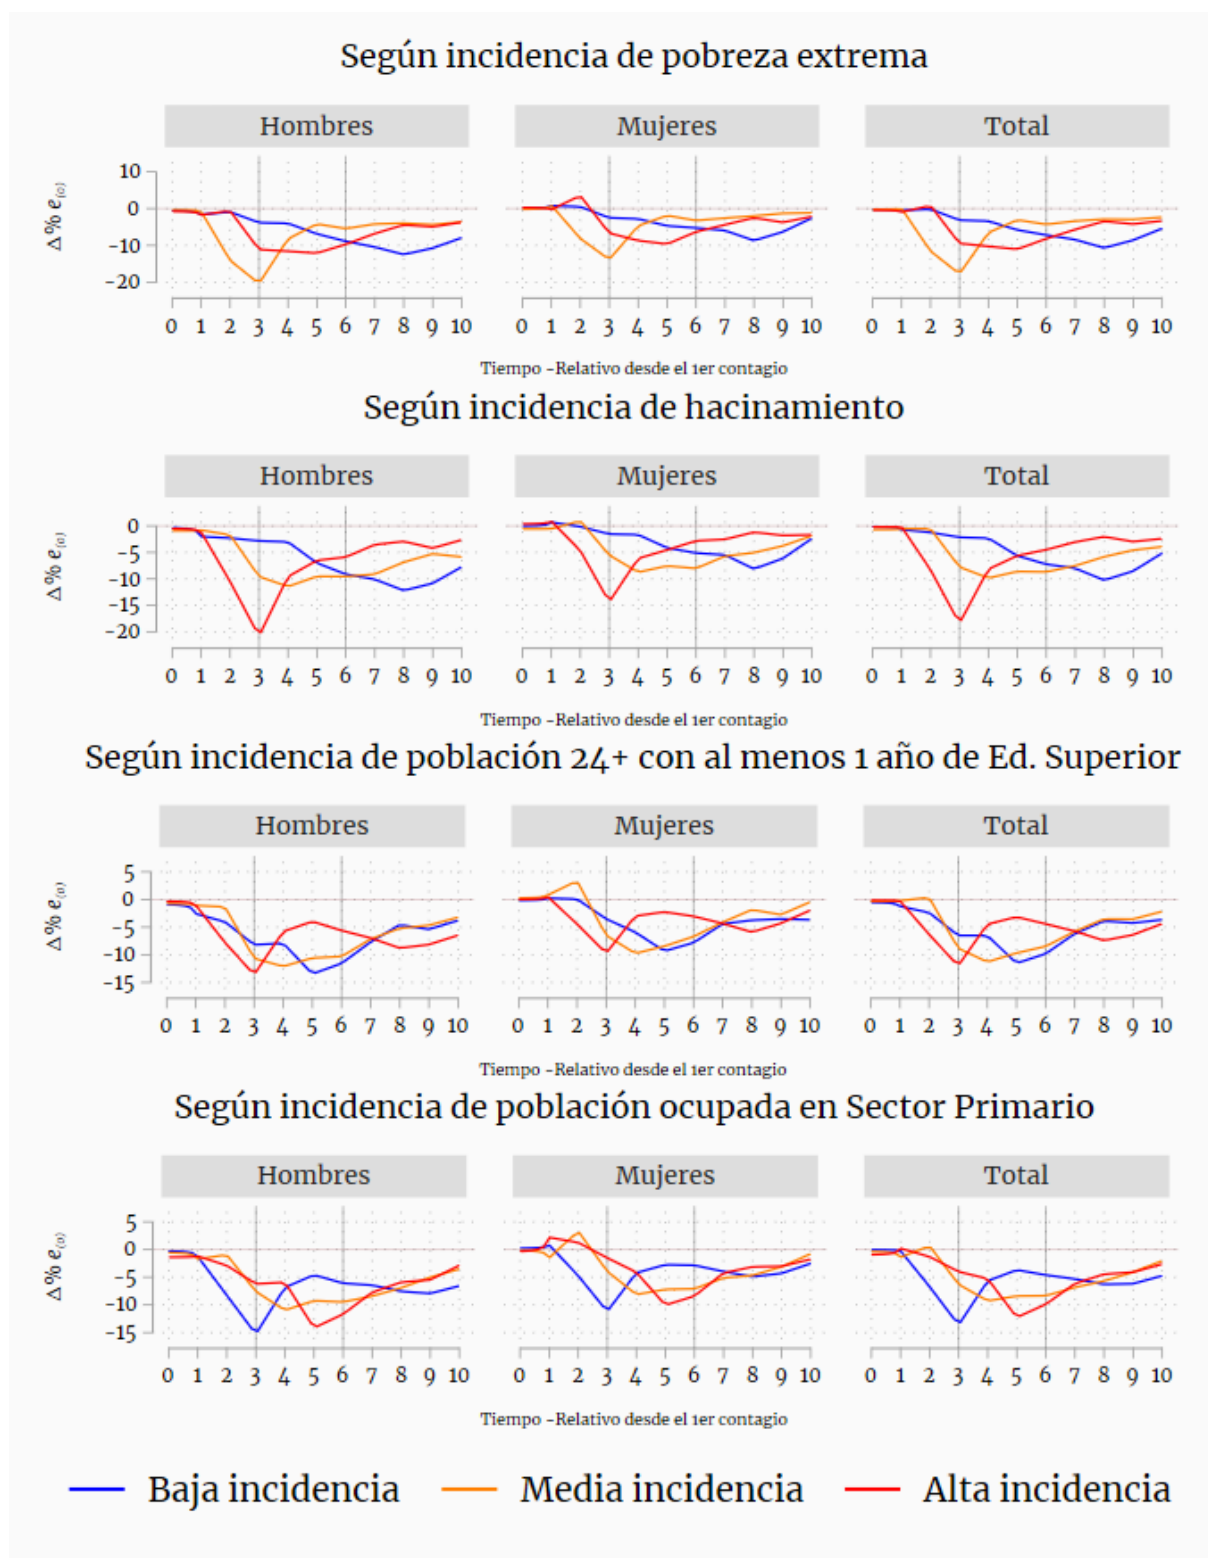 Según incidencia de pobreza extrema
Hombres Mujeres Total
Δ% e(0)
10
0
-10
-20
0 1 2 3 4 5 6 7 8 9 10 0 1 2 3 4 5 6 7 8 9 10 0 1 2 3 4 5 6 7 8 9 10
Tiempo -Relativo desde el 1er contagio
Según incidencia de hacinamiento
Hombres Mujeres Total
Δ% e(0)
0
-5
-10
-15
-20
0 1 2 3 4 5 6 7 8 9 10 0 1 2 3 4 5 6 7 8 9 10 0 1 2 3 4 5 6 7 8 9 10
Tiempo -Relativo desde el 1er contagio
Según incidencia de población 24+ con al menos 1 año de Ed. Superior
Hombres Mujeres Total
Δ% e(0)
5
0
-5
-10
-15
0 1 2 3 4 5 6 7 8 9 10 0 1 2 3 4 5 6 7 8 9 10 0 1 2 3 4 5 6 7 8 9 10
Tiempo -Relativo desde el 1er contagio
Según incidencia de población ocupada en Sector Primario
Hombres Mujeres Total
Δ% e(0)
5
0
-5
-10
-15
0 1 2 3 4 5 6 7 8 9 10 0 1 2 3 4 5 6 7 8 9 10 0 1 2 3 4 5 6 7 8 9 10
Tiempo -Relativo desde el 1er contagio
Baja incidencia Media incidencia Alta incidencia